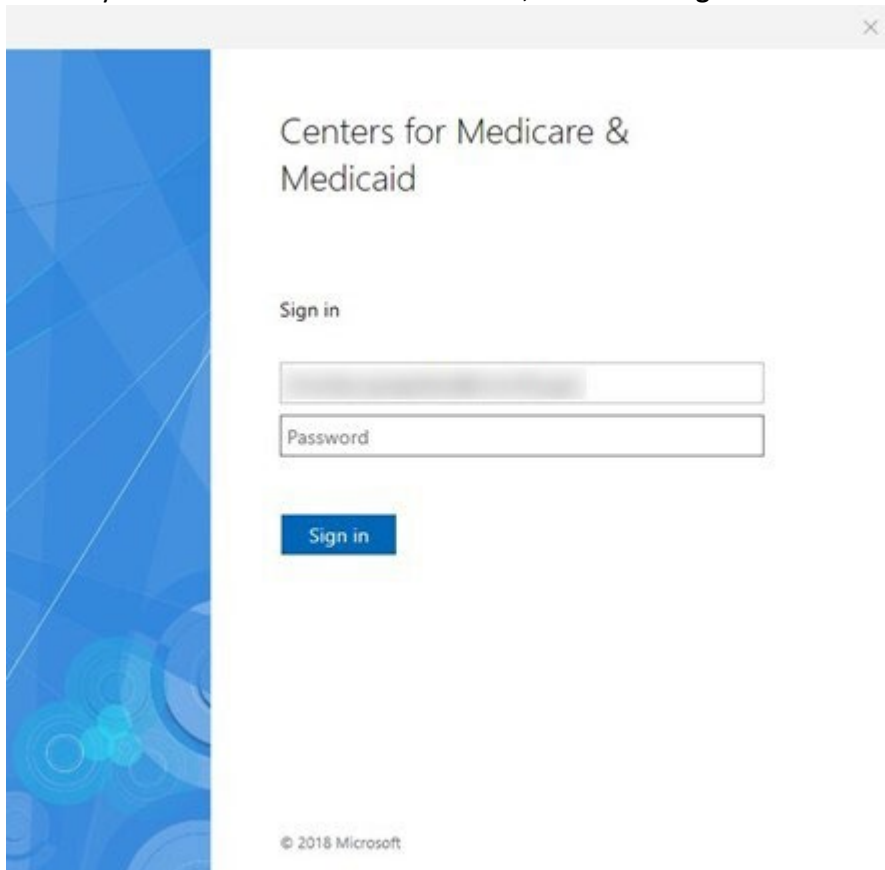 Centers for Medicare &
Medicaid
Sign in
Password
Sign in
© 2018 Microsoft